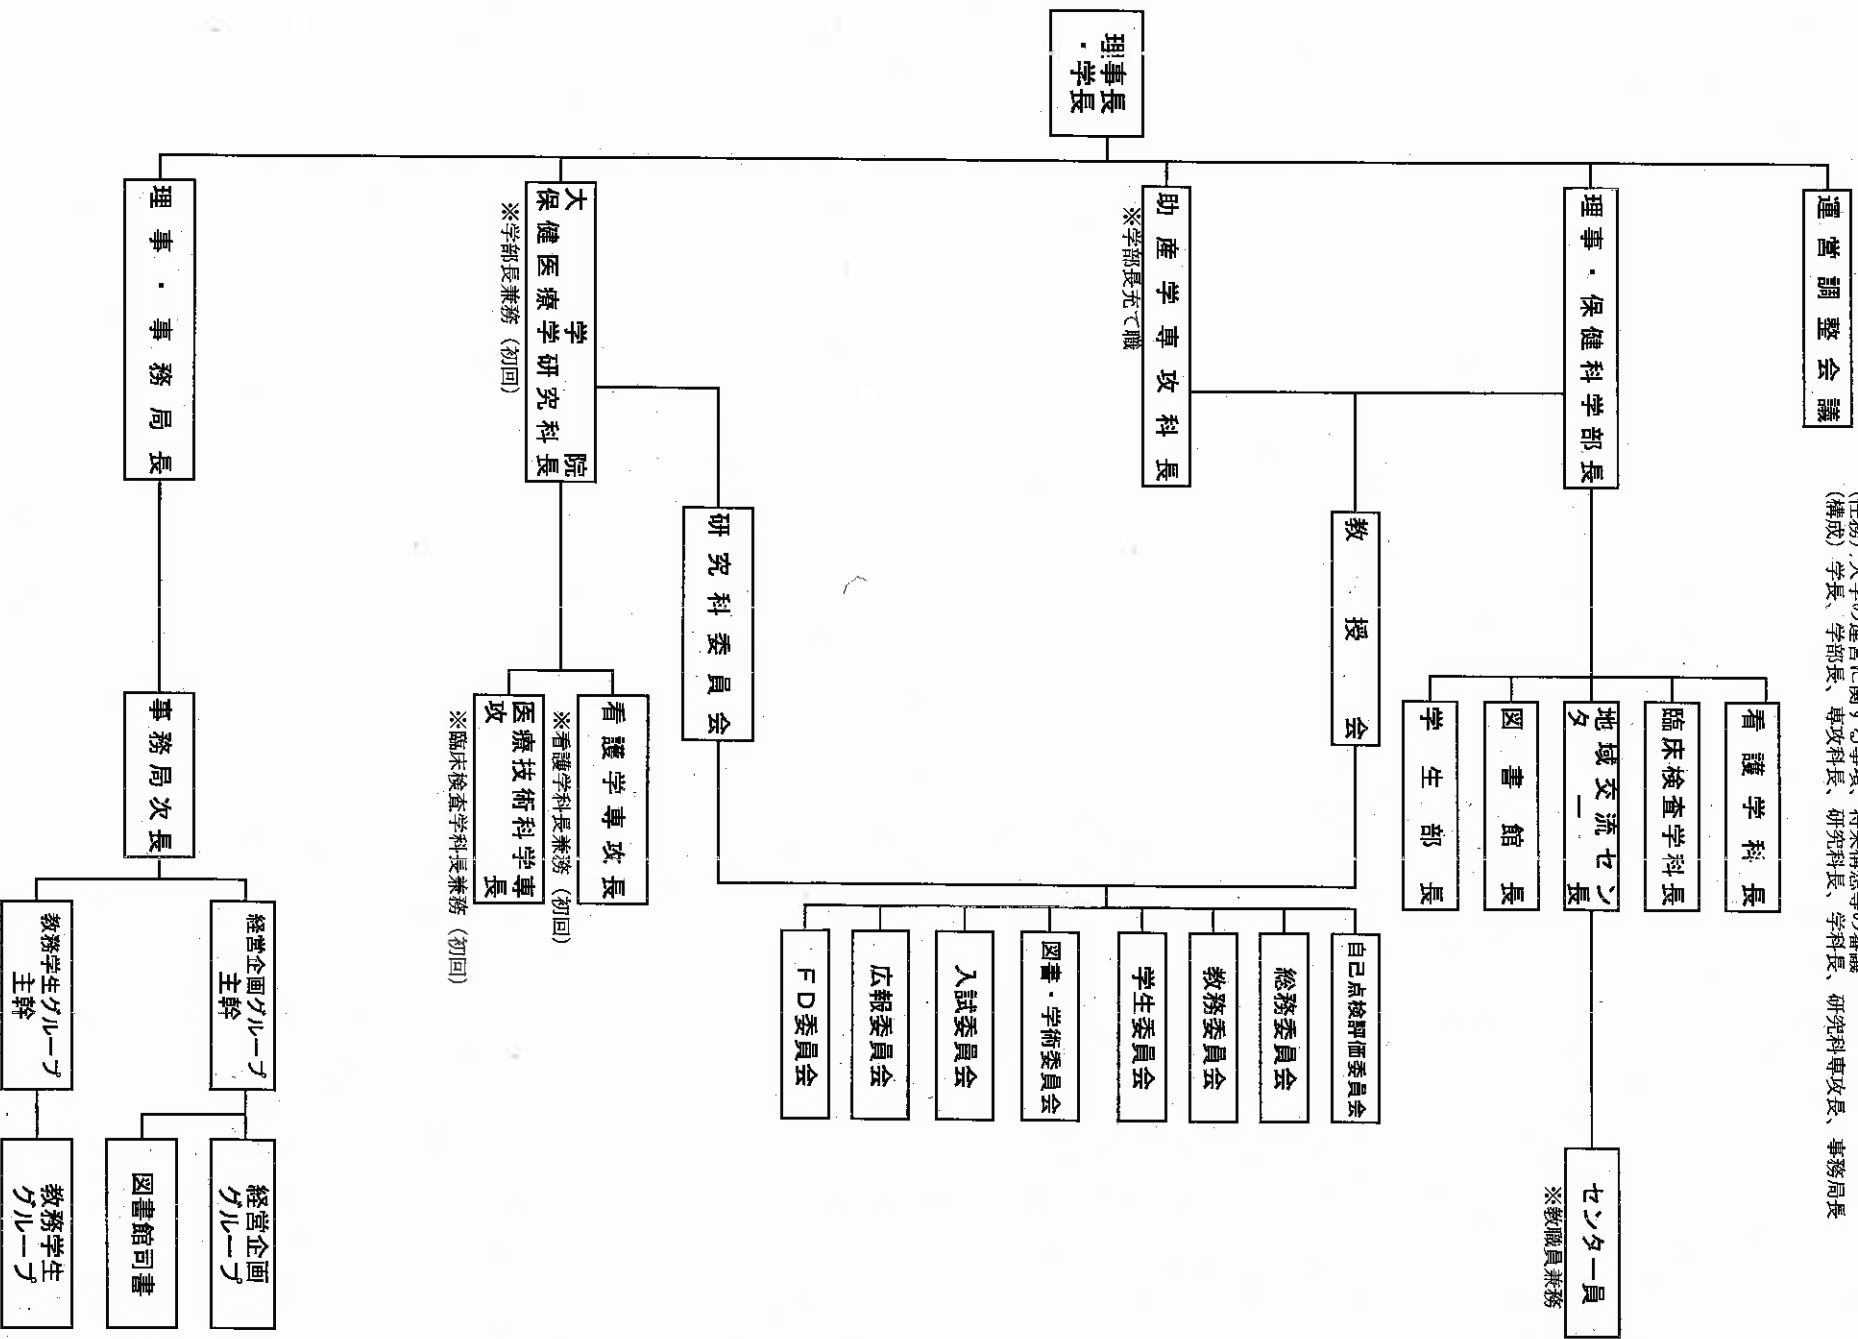 (構成) 学長、学部長、専攻科長、研究科長、学科長、研究科専攻長、事務局長
運営調整会議
理事長
・学長
理事・保健科学部長
看護学科長
臨床検査学科長
地域交流セン
ター長
センター員
※教職員兼務
図書館長
学生部長
助産学専攻科長
※学部長充て職
教授会
自己点検評価委員会
総務委員会
教務委員会
学生委員会
図書・学術委員会
入試委員会
広報委員会
FD委員会
研究科委員会
大学院
保健医療学研究科長
※学部長兼務(初回)
看護学専攻長
※看護学科長兼務(初回)
医療技術科学専
攻長
※臨床検査学科長兼務(初回)
理事・事務局長
事務局次長
経営企画グループ
主幹
経営企画
グループ
図書館司書
教務学生グループ
主幹
教務学生
グループ